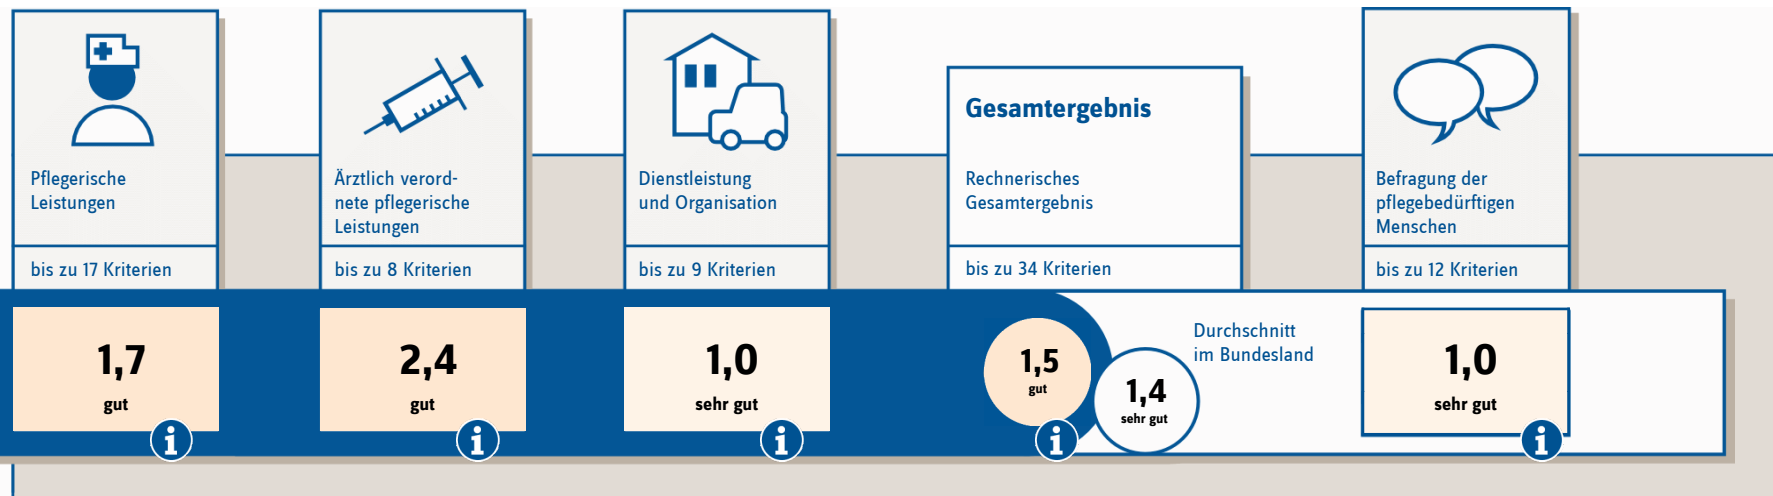 Pflegerische
Leistungen
bis zu 17 Kriterien
1,7
gut
i
Ärztlich verord-
nete pflegerische
Leistungen
bis zu 8 Kriterien
2,4
gut
i
Dienstleistung
und Organisation
bis zu 9 Kriterien
1,0
sehr gut
i
Gesamtergebnis
Rechnerisches
Gesamtergebnis
bis zu 34 Kriterien
1,5
gut
i
Durchschnitt
im Bundesland
1,4
sehr gut
Befragung der
pflegebedürftigen
Menschen
bis zu 12 Kriterien
1,0
sehr gut
i